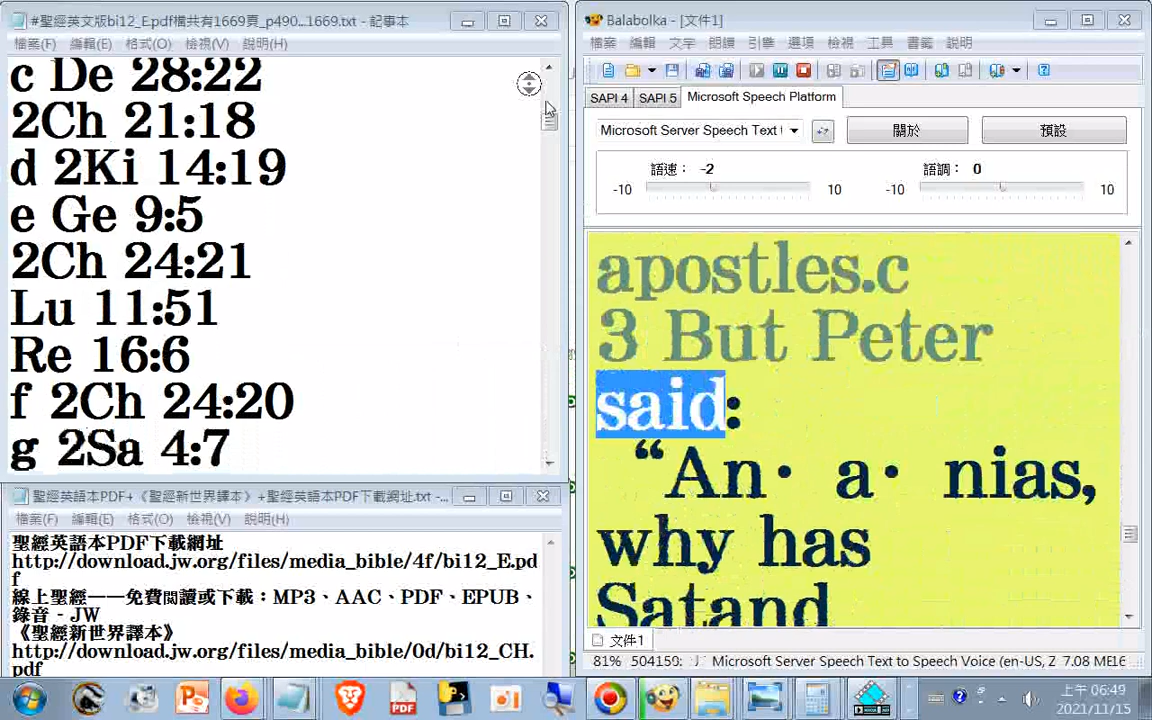 #聖經英文版bi12_E.pdf檔共有1669頁_p490...1669.txt - 記事本
檔案(F) 編輯(E) 格式(O) 檢視(V) 說明(H)
c De 28:22
2Ch 21:18
d 2Ki 14:19
e Ge 9:5
2Ch 24:21
Lu 11:51
Re 16:6
f 2Ch 24:20
g 2Sa 4:7
聖經英語本PDF+《聖經新世界譯本》+聖經英語本PDF下載網址.txt -...
檔案(F) 編輯(E) 格式(O) 檢視(V) 說明(H)
聖經英語本PDF下載網址
http://download.jw.org/files/media_bible/4f/bi12_E.pd
f
線上聖經——免費閱讀或下載：MP3、AAC、PDF、EPUB、
錄音 - JW
《聖經新世界譯本》
http://download.jw.org/files/media_bible/0d/bi12_CH.
pdf
Balabolka - [文件1]
檔案 編輯 文字 朗讀 引擎 選項 檢視 工具 書籤 說明
SAPI 4 SAPI 5 Microsoft Speech Platform
Microsoft Server Speech Text 關於 預設
語速： -2 語調： 0
-10 10 -10 10
apostles.c
3 But Peter
said:
“An· a· nias,
why has
Satand
文件1
81% 504159: Microsoft Server Speech Text to Speech Voice (en-US, Z 7.08 ME16
上午 06:49
2021/11/15